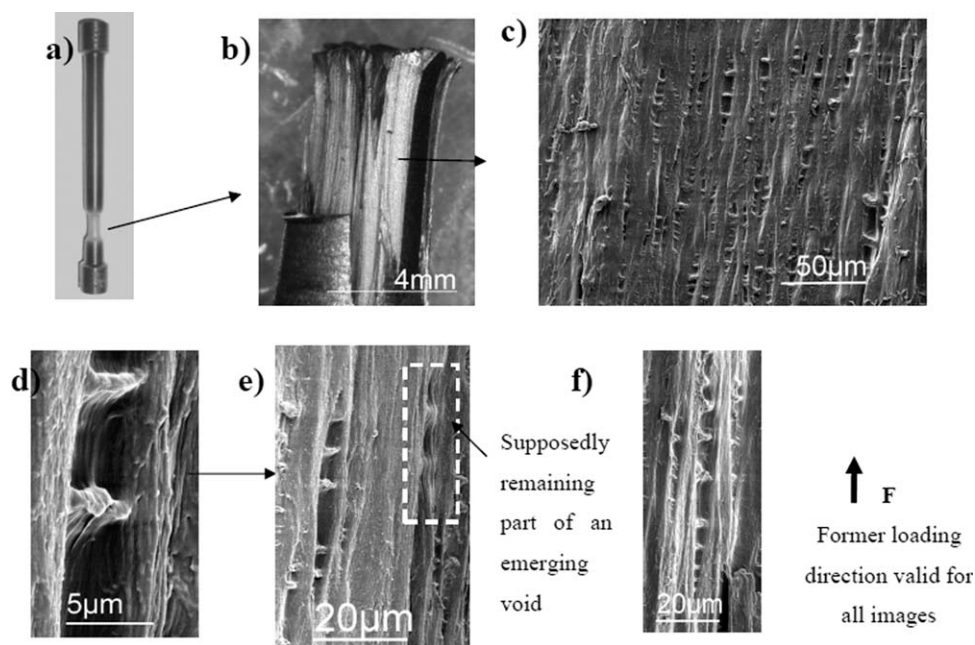 a)
b)
4mm
c)
50µm
d)
5µm
e)
20µm
Supposedly
remaining
part of an
emerging
void
f)
20µm
F
Former loading
direction valid for
all images